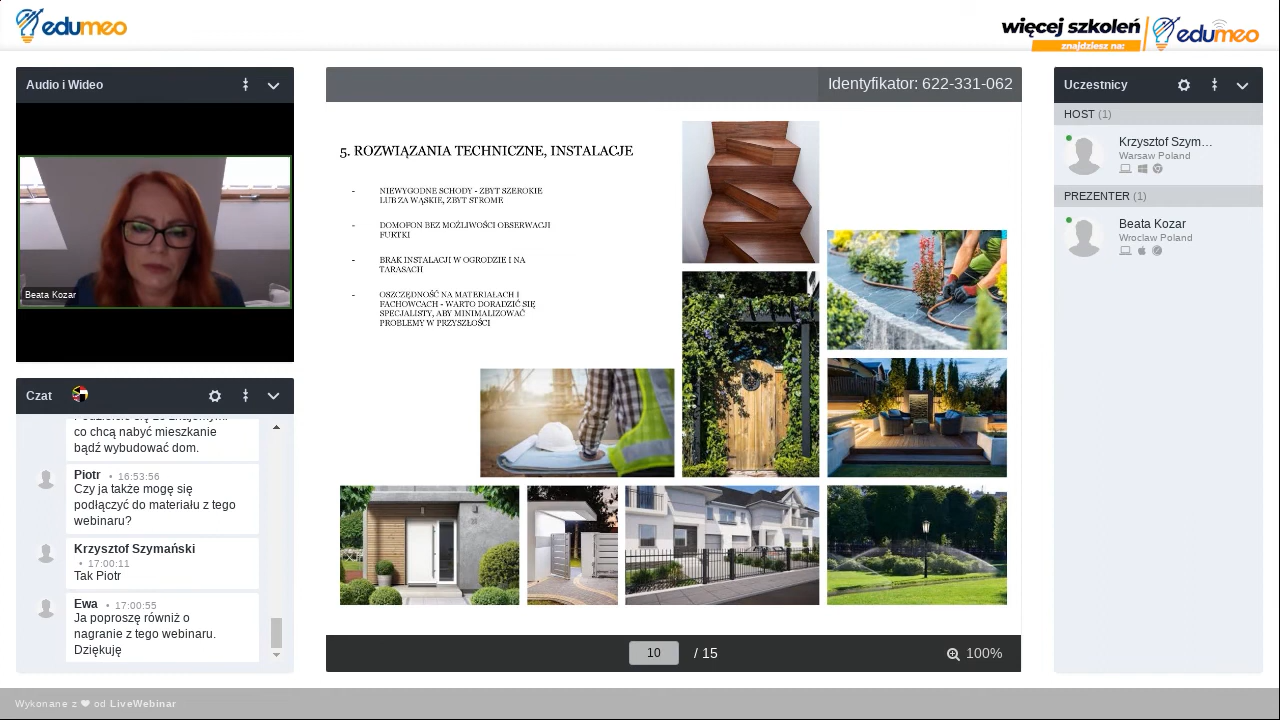 edumeo
więcej szkoleń
znajdziesz na:
edumeo
Audio i Wideo
Beata Kozar
Identyfikator: 622-331-062
5. ROZWIĄZANIA TECHNICZNE, INSTALACJE
- NIEWYGODNE SCHODY - ZBYT SZEROKIE
LUB ZA WĄSKIE, ZBYT STROME
- DOMOFON BEZ MOŻLIWOŚCI OBSERWACJI
FURTKI
- BRAK INSTALACJI W OGRODZIE I NA
TARASACH
- OSZCZĘDNOŚĆ NA MATERIAŁACH I
FACHOWCACH - WARTO DORADZIĆ SIĘ
SPECJALISTY, ABY MINIMALIZOWAĆ
PROBLEMY W PRZYSZŁOŚCI
10 / 15
100%
Uczestnicy
HOST (1)
Krzysztof Szym…
Warsaw Poland
PREZENTER (1)
Beata Kozar
Wroclaw Poland
Czat
co chcą nabyć mieszkanie
bądź wybudować dom.
Piotr • 16:53:56
Czy ja także mogę się
podłączyć do materiału z tego
webinaru?
Krzysztof Szymański
• 17:00:11
Tak Piotr
Ewa • 17:00:55
Ja poproszę równiż o
nagranie z tego webinaru.
Dziękuję
Wykonane z ❤ od LiveWebinar